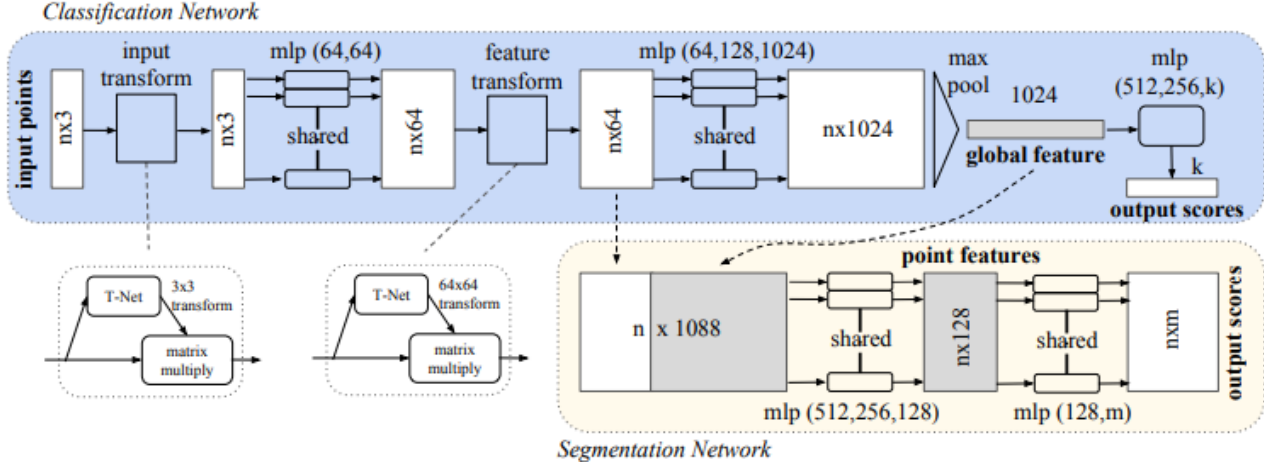 Classification Network
input points
nx3
input
transform
nx3
mlp (64,64)
shared
nx64
feature
transform
nx64
mlp (64,128,1024)
shared
nx1024
max
pool
1024
global feature
mlp
(512,256,k)
k
output scores
T-Net
3x3
transform
matrix
multiply
T-Net
64x64
transform
matrix
multiply
point features
n x 1088
shared
mlp (512,256,128)
nx128
shared
mlp (128,m)
nxm
output scores
Segmentation Network